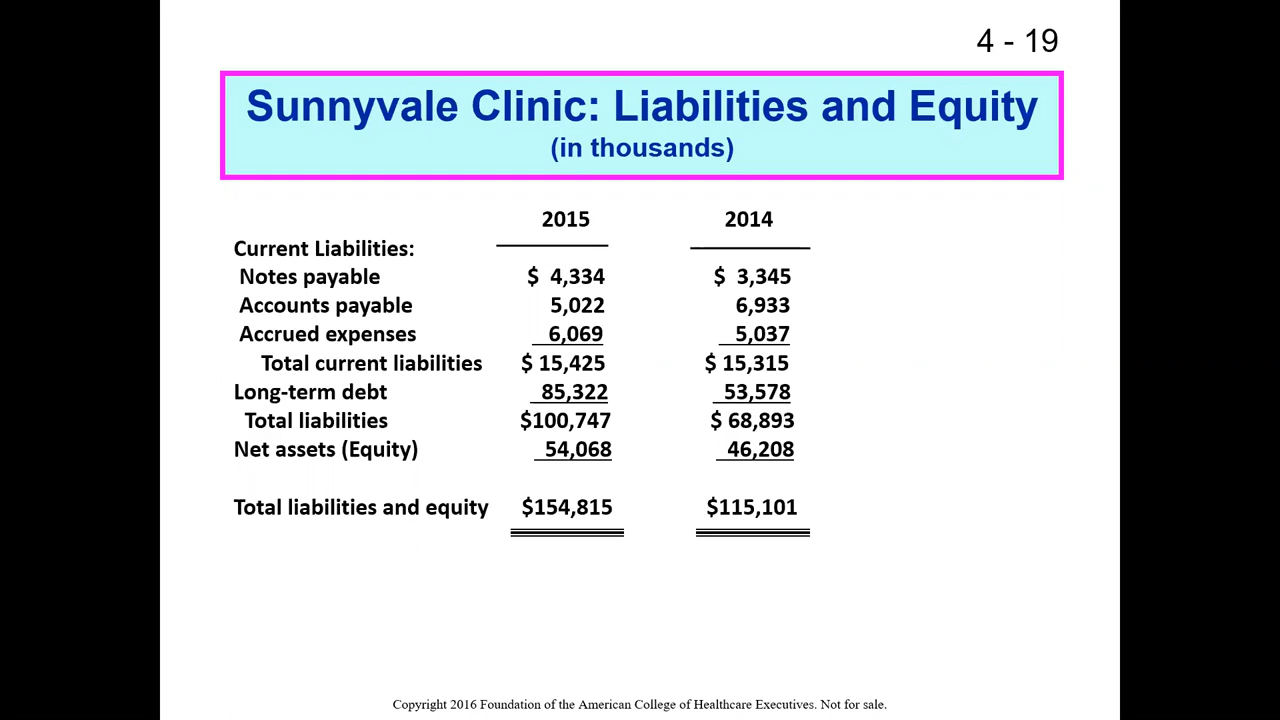 4 - 19
Sunnyvale Clinic: Liabilities and Equity
(in thousands)
2015 2014
Current Liabilities:
Notes payable $ 4,334 $ 3,345
Accounts payable 5,022 6,933
Accrued expenses 6,069 5,037
Total current liabilities $ 15,425 $ 15,315
Long-term debt 85,322 53,578
Total liabilities $100,747 $ 68,893
Net assets (Equity) 54,068 46,208
Total liabilities and equity $154,815 $115,101
Copyright 2016 Foundation of the American College of Healthcare Executives. Not for sale.